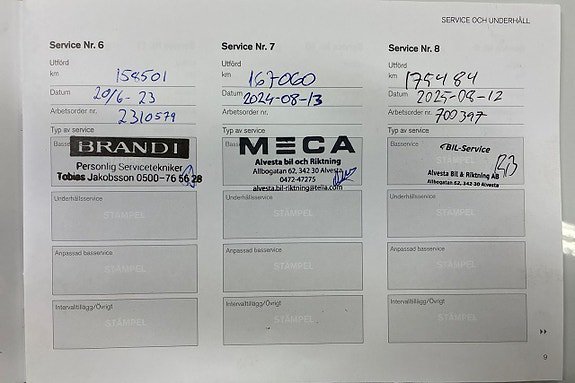 SERVICE OCH UNDERHÅLL
Service Nr. 6
Utförd
km 158501
Datum 20/6-23
Arbetsorder nr. 2310579
Typ av service
BRANDI
Personlig Servicetekniker
Tobias Jakobsson 0500-76 56 28
Underhållsservice
STÄMPEL
Anpassad basservice
STÄMPEL
Intervalltillägg/Övrigt
STÄMPEL
Service Nr. 7
Utförd
km 167060
Datum 2024-08-13
Arbetsorder nr.
Typ av service
MECA
Alvesta bil och Riktning
Allbogatan 62, 342 30 Alvesta
0472-47275
alvesta.bil-riktning@telia.com
Underhållsservice
STÄMPEL
Anpassad basservice
STÄMPEL
Intervalltillägg/Övrigt
STÄMPEL
Service Nr. 8
Utförd
km 175484
Datum 2025-08-12
Arbetsorder nr. 700397
Typ av service
Basservice
BIL-Service
Alvesta Bil & Riktning AB
Allbogatan 62, 342 30 Alvesta
Underhållsservice
STÄMPEL
Anpassad basservice
STÄMPEL
Intervalltillägg/Övrigt
STÄMPEL
9